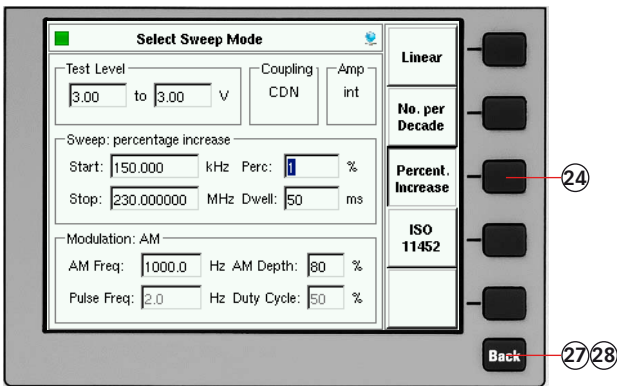 Select Sweep Mode
Test Level
3.00 to 3.00 V
Coupling
CDN
Amp
int
Sweep: percentage increase
Start: 150.000 kHz Perc: 1 %
Stop: 230.000000 MHz Dwell: 50 ms
Modulation: AM
AM Freq: 1000.0 Hz AM Depth: 80 %
Pulse Freq: 2.0 Hz Duty Cycle: 50 %
Linear
No. per
Decade
Percent.
Increase
ISO
11452
Back
24
27 28